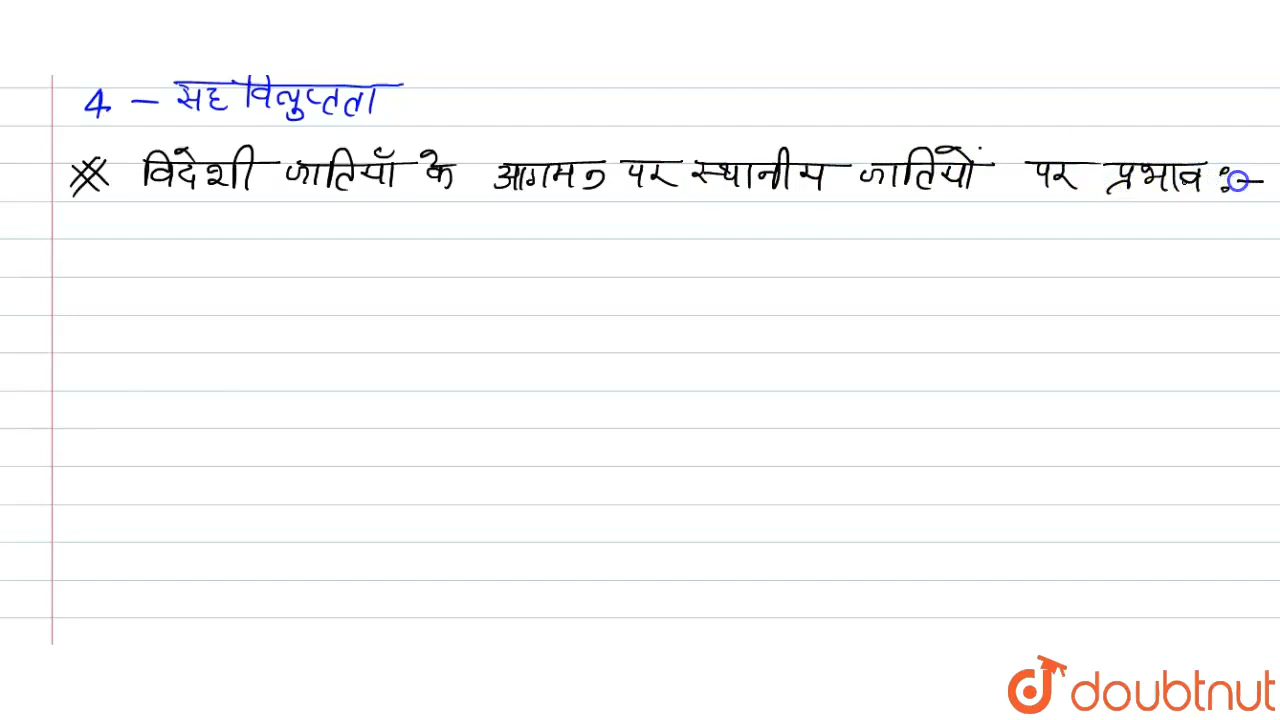 4 - सह विलुप्तता
विदेशी जातियाँ के आगमन पर स्थानीय जातियों पर प्रभाव :-
doubtnut